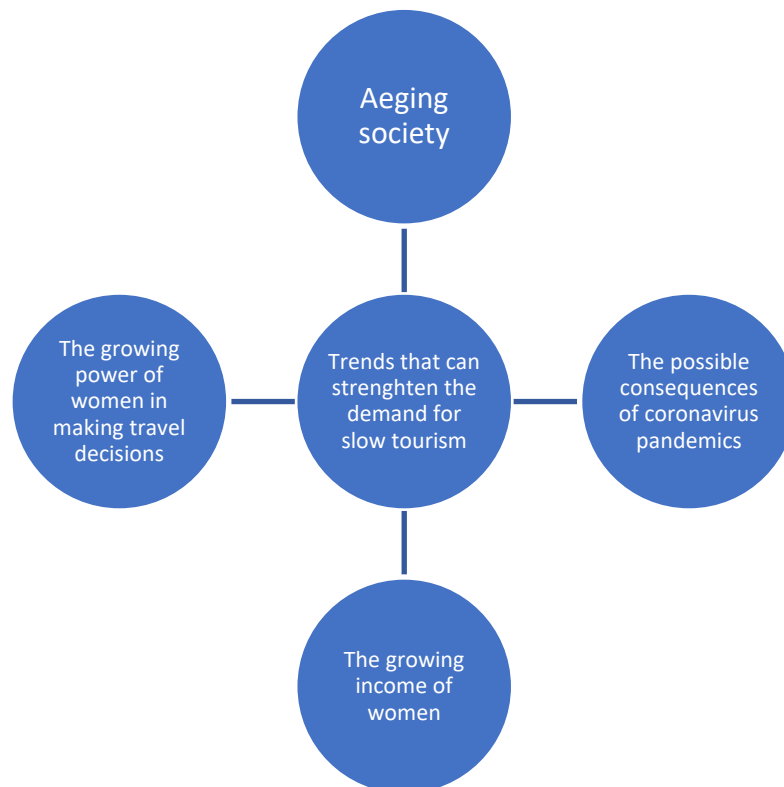 Aeging
society
The growing
power of
women in
making travel
decisions
Trends that can
strenghten the
demand for
slow tourism
The possible
consequences
of coronavirus
pandemics
The growing
income of
women